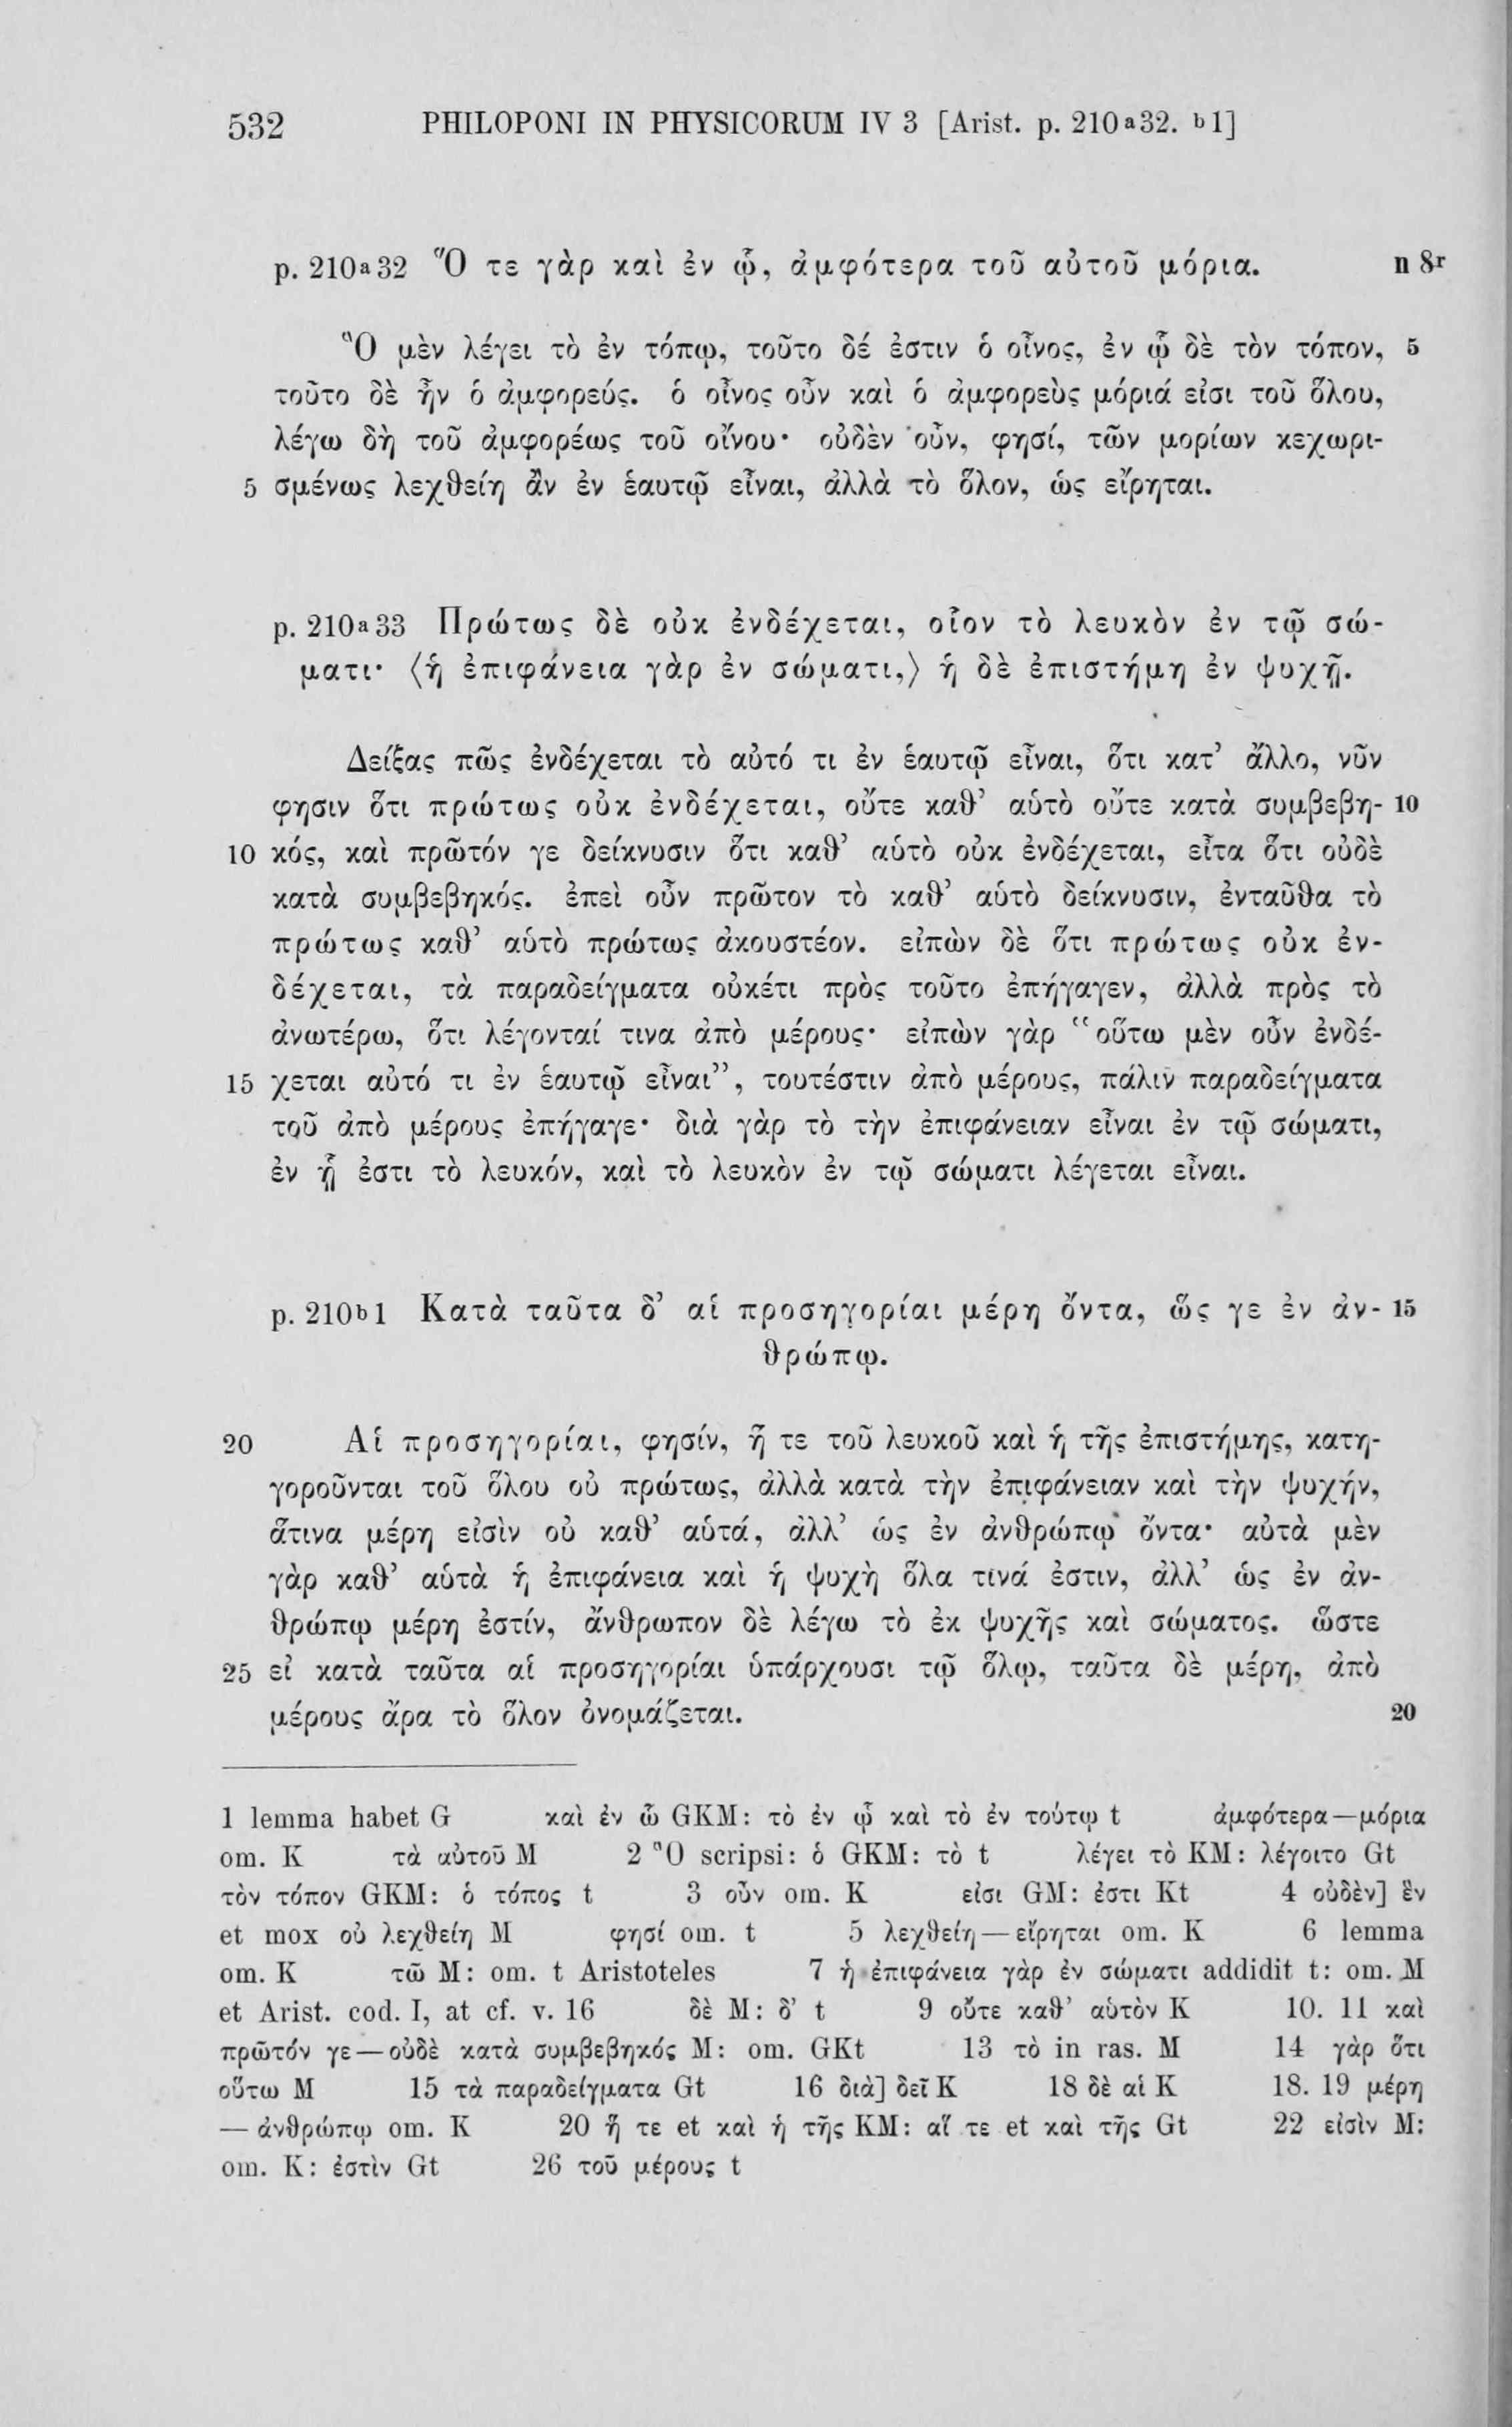 532 PHILOPONI IN PHYSICORUM IV 3 [Arist. p. 210 a 32. b 1]
p. 210 a 32 Ὅ τε γὰρ καὶ ἐν ᾧ, ἀμφότερα τοῦ αὐτοῦ μόρια. n 8r
Ὃ μὲν λέγει τὸ ἐν τόπῳ, τοῦτο δέ ἐστιν ὁ οἶνος, ἐν ᾧ δὲ τὸν τόπον, 5
τοῦτο δὲ ἦν ὁ ἀμφορεύς. ὁ οἶνος οὖν καὶ ὁ ἀμφορεὺς μόριά εἰσι τοῦ ὅλου,
λέγω δὴ τοῦ ἀμφορέως τοῦ οἴνου· οὐδὲν οὖν, φησί, τῶν μορίων κεχωρι-
5 σμένως λεχθείη ἂν ἐν ἑαυτῷ εἶναι, ἀλλὰ τὸ ὅλον, ὡς εἴρηται.
p. 210 a 33 Πρώτως δὲ οὐκ ἐνδέχεται, οἷον τὸ λευκὸν ἐν τῷ σώ-
ματι· ⟨ἡ ἐπιφάνεια γὰρ ἐν σώματι,⟩ ἡ δὲ ἐπιστήμη ἐν ψυχῇ.
Δείξας πῶς ἐνδέχεται τὸ αὐτό τι ἐν ἑαυτῷ εἶναι, ὅτι κατ’ ἄλλο, νῦν
φησιν ὅτι πρώτως οὐκ ἐνδέχεται, οὔτε καθ’ αὑτὸ οὔτε κατὰ συμβεβη- 10
10 κός, καὶ πρῶτόν γε δείκνυσιν ὅτι καθ’ αὑτὸ οὐκ ἐνδέχεται, εἶτα ὅτι οὐδὲ
κατὰ συμβεβηκός. ἐπεὶ οὖν πρῶτον τὸ καθ’ αὑτὸ δείκνυσιν, ἐνταῦθα τὸ
πρώτως καθ’ αὑτὸ πρώτως ἀκουστέον. εἰπὼν δὲ ὅτι πρώτως οὐκ ἐν-
δέχεται, τὰ παραδείγματα οὐκέτι πρὸς τοῦτο ἐπήγαγεν, ἀλλὰ πρὸς τὸ
ἀνωτέρω, ὅτι λέγονταί τινα ἀπὸ μέρους· εἰπὼν γὰρ “οὕτω μὲν οὖν ἐνδέ-
15 χεται αὐτό τι ἐν ἑαυτῷ εἶναι”, τουτέστιν ἀπὸ μέρους, πάλιν παραδείγματα
τοῦ ἀπὸ μέρους ἐπήγαγε· διὰ γὰρ τὸ τὴν ἐπιφάνειαν εἶναι ἐν τῷ σώματι,
ἐν ᾗ ἐστι τὸ λευκόν, καὶ τὸ λευκὸν ἐν τῷ σώματι λέγεται εἶναι.
p. 210 b 1 Κατὰ ταῦτα δ’ αἱ προσηγορίαι μέρη ὄντα, ὥς γε ἐν ἀν- 15
θρώπῳ.
20 Αἱ προσηγορίαι, φησίν, ἥ τε τοῦ λευκοῦ καὶ ἡ τῆς ἐπιστήμης, κατη-
γοροῦνται τοῦ ὅλου οὐ πρώτως, ἀλλὰ κατὰ τὴν ἐπιφάνειαν καὶ τὴν ψυχήν,
ἅτινα μέρη εἰσὶν οὐ καθ’ αὑτά, ἀλλ’ ὡς ἐν ἀνθρώπῳ ὄντα· αὐτὰ μὲν
γὰρ καθ’ αὑτὰ ἡ ἐπιφάνεια καὶ ἡ ψυχὴ ὅλα τινά ἐστιν, ἀλλ’ ὡς ἐν ἀν-
θρώπῳ μέρη ἐστίν, ἄνθρωπον δὲ λέγω τὸ ἐκ ψυχῆς καὶ σώματος. ὥστε
25 εἰ κατὰ ταῦτα αἱ προσηγορίαι ὑπάρχουσι τῷ ὅλῳ, ταῦτα δὲ μέρη, ἀπὸ
μέρους ἄρα τὸ ὅλον ὀνομάζεται. 20
1 lemma habet G καὶ ἐν ὧ GKM: τὸ ἐν ᾧ καὶ τὸ ἐν τούτῳ t ἀμφότερα—μόρια
om. K τὰ αὐτοῦ M 2 Ὃ scripsi: ὁ GKM: τὸ t λέγει τὸ KM: λέγοιτο Gt
τὸν τόπον GKM: ὁ τόπος t 3 οὖν om. K εἰσι GM: ἐστι Kt 4 οὐδὲν] ἓν
et mox οὐ λεχθείη M φησί om. t 5 λεχθείη—εἴρηται om. K 6 lemma
om. K τῶ M: om. t Aristoteles 7 ἡ ἐπιφάνεια γὰρ ἐν σώματι addidit t: om. M
et Arist. cod. I, at cf. v. 16 δὲ M: δ’ t 9 οὔτε καθ’ αὑτὸν K 10. 11 καὶ
πρῶτόν γε—οὐδὲ κατὰ συμβεβηκός M: om. GKt 13 τὸ in ras. M 14 γὰρ ὅτι
οὕτω M 15 τὰ παραδείγματα Gt 16 διὰ] δεῖ K 18 δὲ αἱ K 18. 19 μέρη
— ἀνθρώπῳ om. K 20 ἥ τε et καὶ ἡ τῆς KM: αἵ τε et καὶ τῆς Gt 22 εἰσὶν M:
om. K: ἐστὶν Gt 26 τοῦ μέρους t